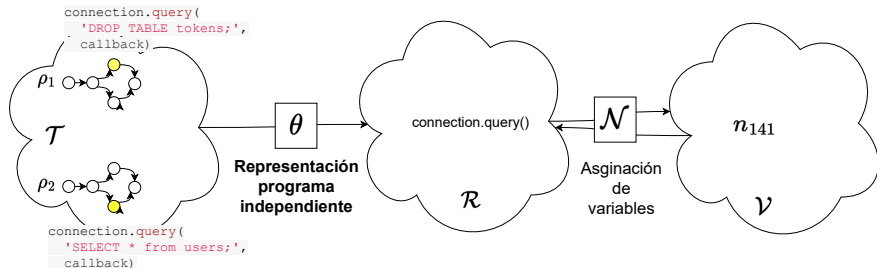 connection.query(
'DROP TABLE tokens;',
callback)
ρ1
𝒯
ρ2
connection.query(
'SELECT * from users;',
callback)
θ
Representación
programa
independiente
connection.query()
ℛ
𝒩
Asginación
de
variables
n141
𝒱